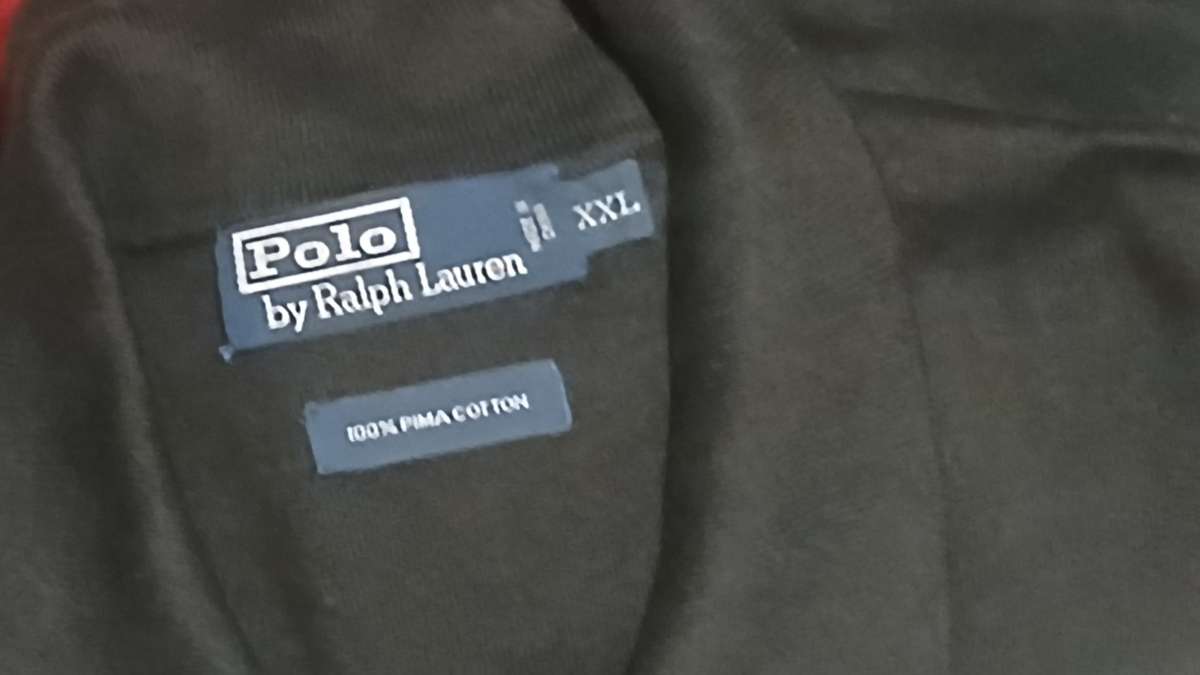 Polo
by Ralph Lauren
XXL
100% PIMA COTTON